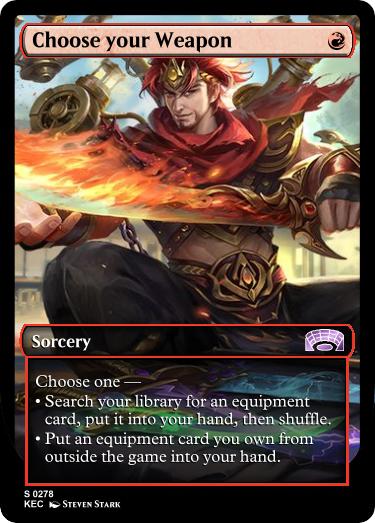 Choose your Weapon
Sorcery
Choose one —
• Search your library for an equipment
card, put it into your hand, then shuffle.
• Put an equipment card you own from
outside the game into your hand.
S 0278
KEC Steven Stark